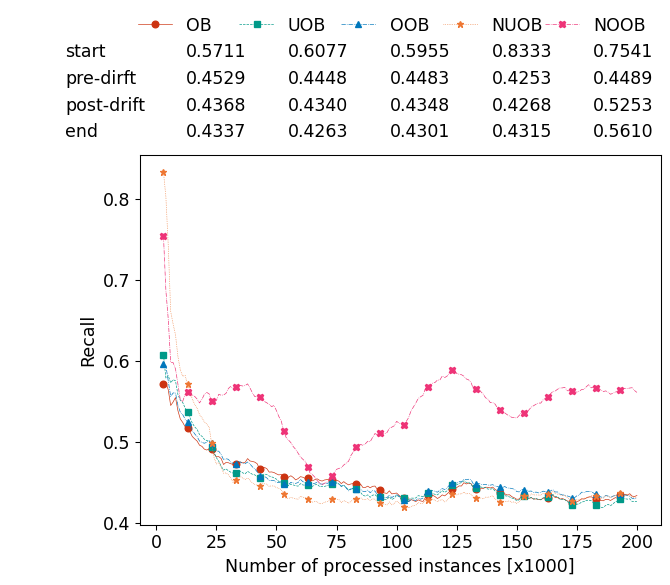 OB UOB OOB NUOB NOOB
start 0.5711 0.6077 0.5955 0.8333 0.7541
pre-dirft 0.4529 0.4448 0.4483 0.4253 0.4489
post-drift 0.4368 0.4340 0.4348 0.4268 0.5253
end 0.4337 0.4263 0.4301 0.4315 0.5610
0.8
0.7
0.6
0.5
0.4
Recall
0 25 50 75 100 125 150 175 200
Number of processed instances [x1000]